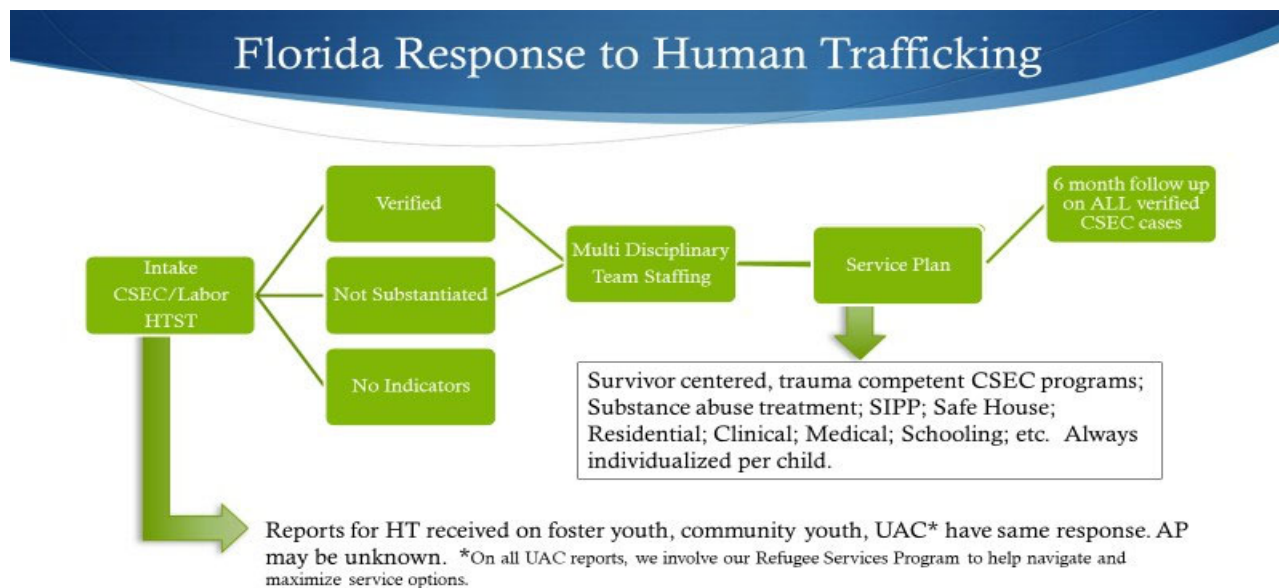 Florida Response to Human Trafficking
Verified
6 month follow up
on ALL verified
CSEC cases
Intake
CSEC/Labor
HTST
Not Substantiated
Multi Disciplinary
Team Staffing
Service Plan
No Indicators
Survivor centered, trauma competent CSEC programs;
Substance abuse treatment; SIPP; Safe House;
Residential; Clinical; Medical; Schooling; etc. Always
individualized per child.
Reports for HT received on foster youth, community youth, UAC* have same response. AP
may be unknown. *On all UAC reports, we involve our Refugee Services Program to help navigate and
maximize service options.